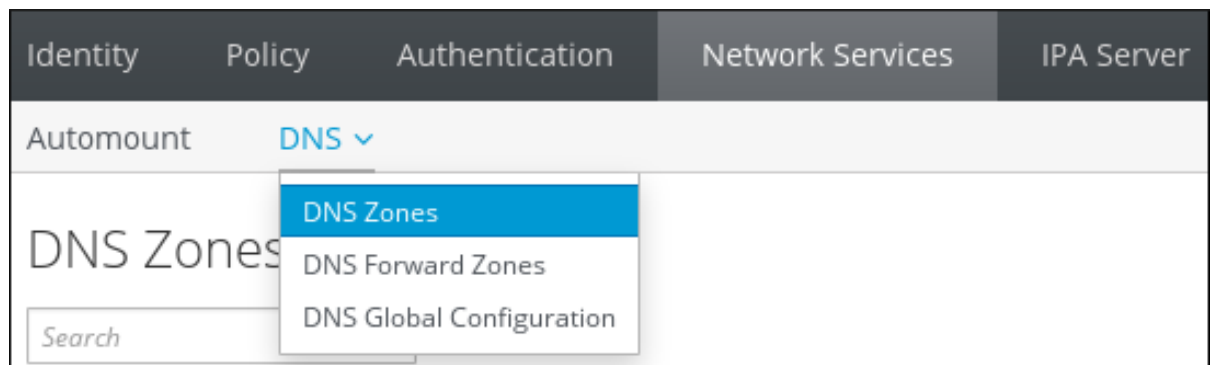 Identity Policy Authentication Network Services IPA Server
Automount DNS
DNS Zones
DNS Zones
DNS Forward Zones
DNS Global Configuration
Search